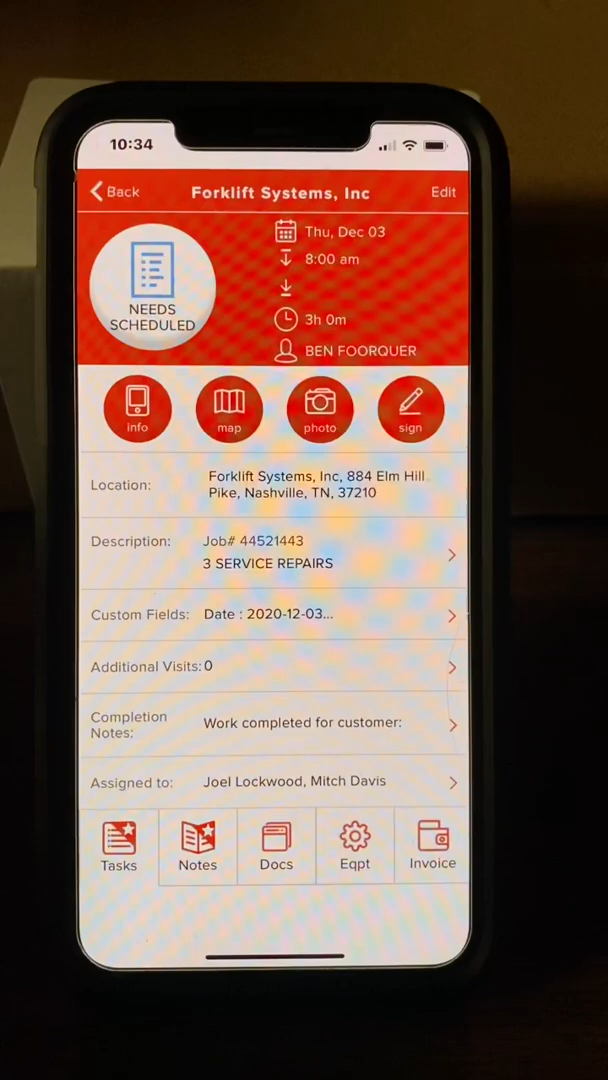 10:34
Back Forklift Systems, Inc Edit
Thu, Dec 03
8:00 am
NEEDS
SCHEDULED
3h 0m
BEN FOORQUER
info map photo sign
Location: Forklift Systems, Inc, 884 Elm Hill
Pike, Nashville, TN, 37210
Description: Job# 44521443
3 SERVICE REPAIRS
Custom Fields: Date : 2020-12-03...
Additional Visits: 0
Completion
Notes: Work completed for customer:
Assigned to: Joel Lockwood, Mitch Davis
Tasks Notes Docs Eqpt Invoice